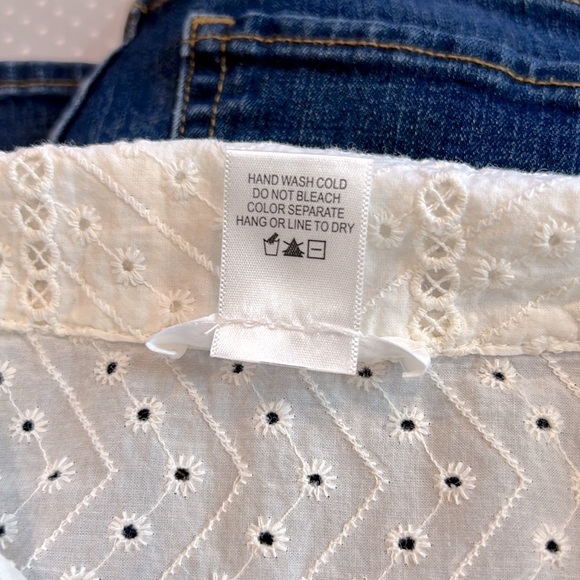 HAND WASH COLD
DO NOT BLEACH
COLOR SEPARATE
HANG OR LINE TO DRY